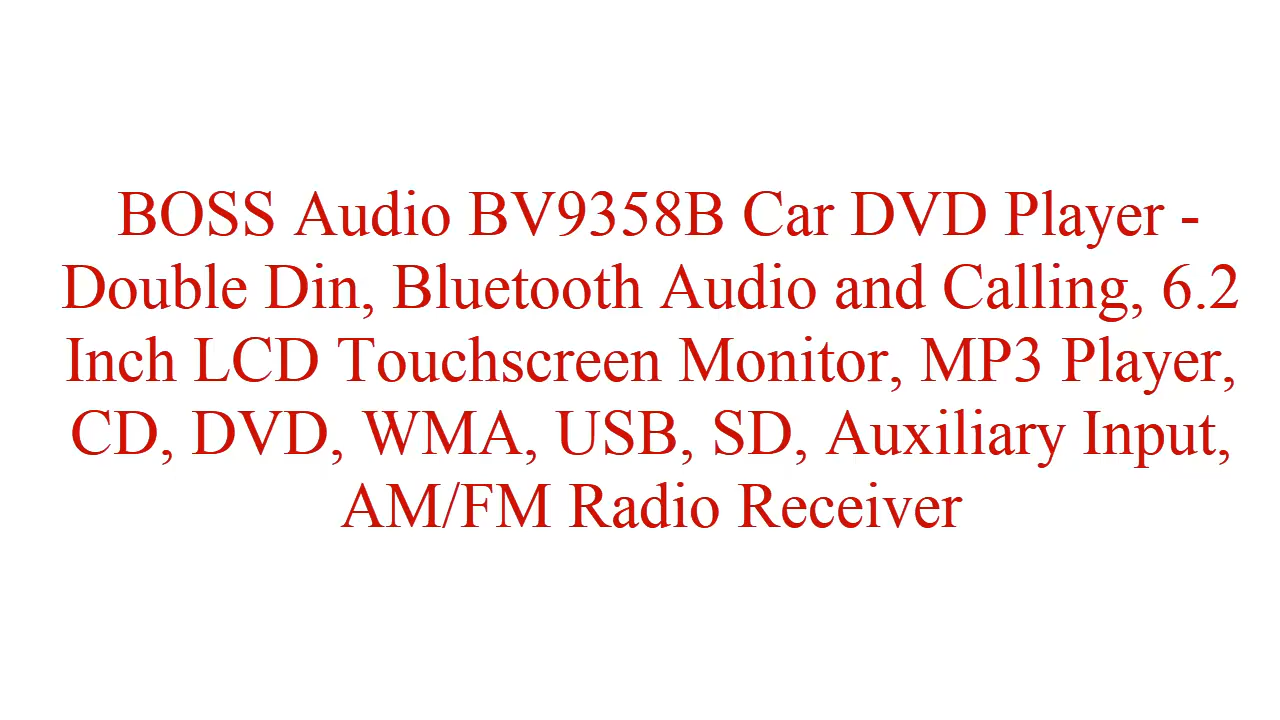 BOSS Audio BV9358B Car DVD Player -
Double Din, Bluetooth Audio and Calling, 6.2
Inch LCD Touchscreen Monitor, MP3 Player,
CD, DVD, WMA, USB, SD, Auxiliary Input,
AM/FM Radio Receiver